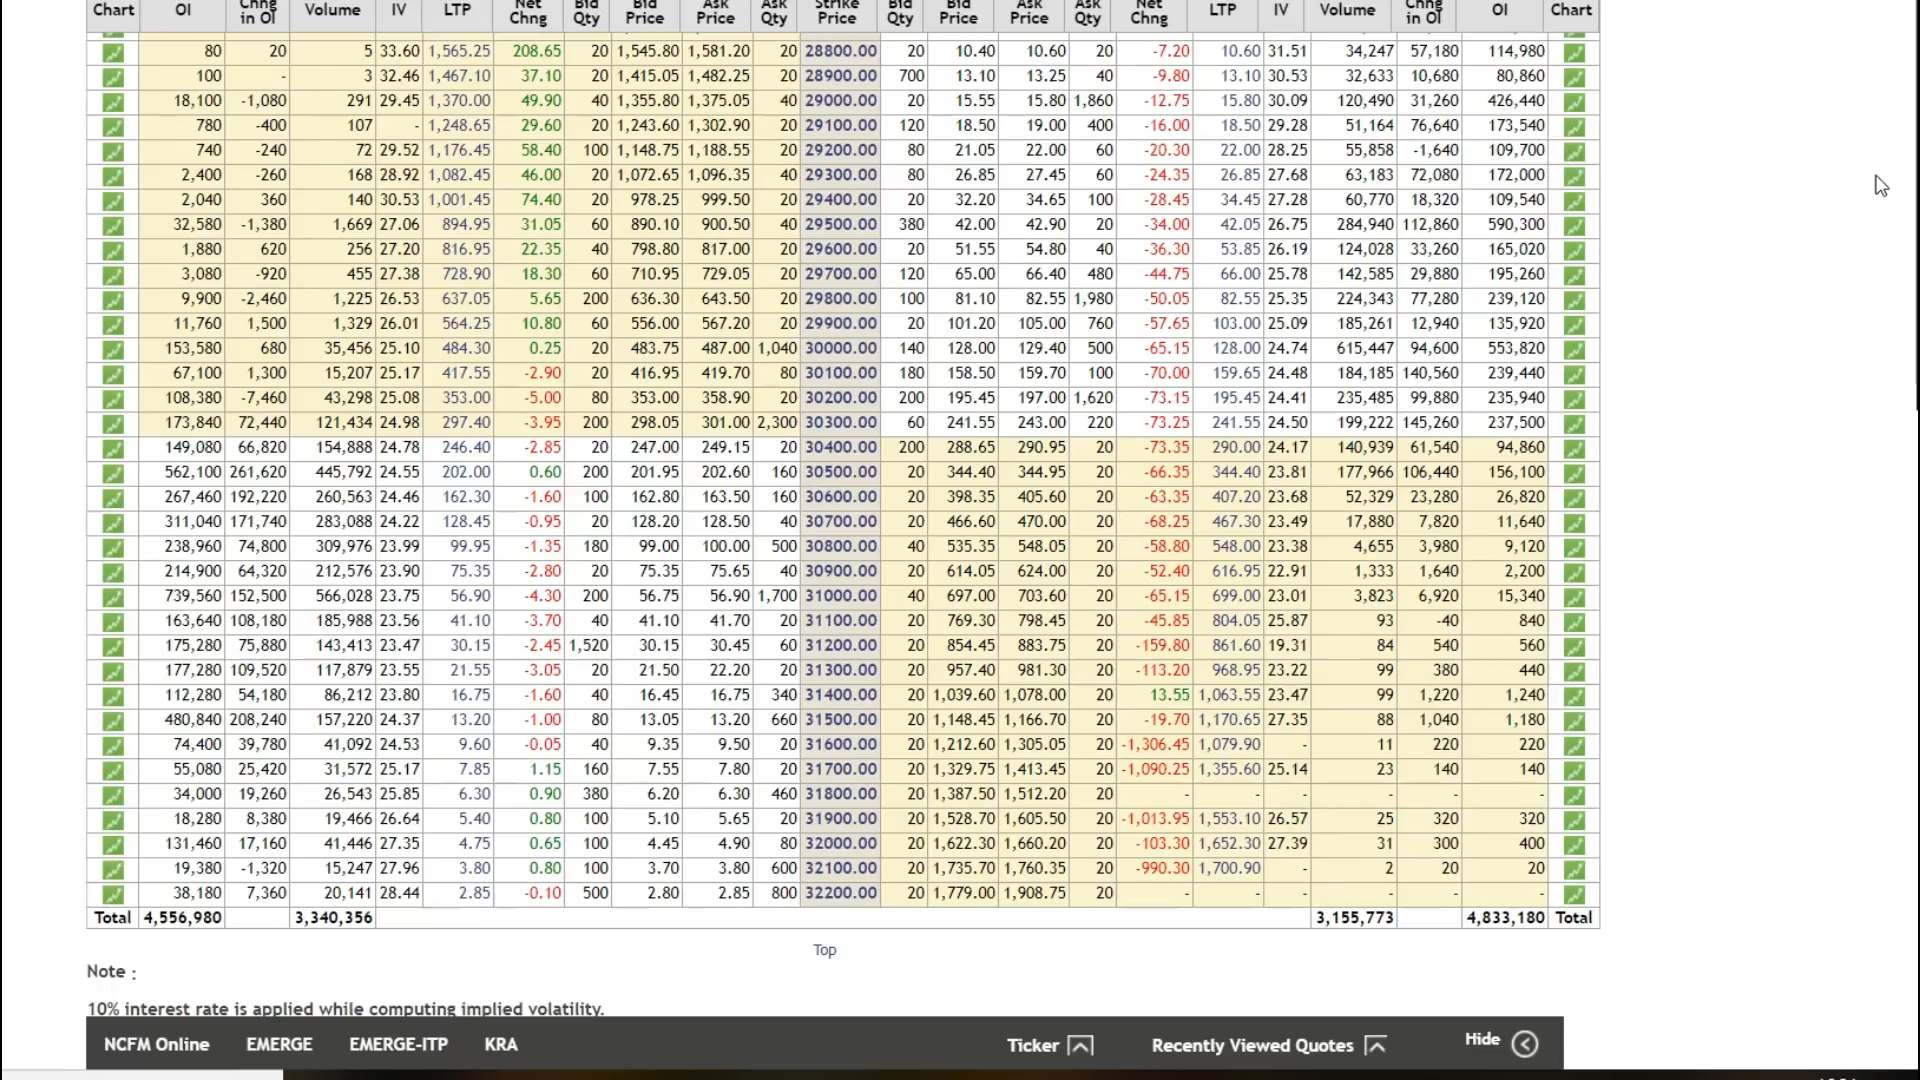 Chart OI Chng in OI Volume IV LTP Net Chng Bid Qty Bid Price Ask Price Ask Qty Strike Price Bid Qty Bid Price Ask Price Ask Qty Net Chng LTP IV Volume Chng in OI OI Chart
80 20 5 33.60 1,565.25 208.65 20 1,545.80 1,581.20 20 28800.00 20 10.40 10.60 20 -7.20 10.60 31.51 34,247 57,180 114,980
100 - 3 32.46 1,467.10 37.10 20 1,415.05 1,482.25 20 28900.00 700 13.10 13.25 40 -9.80 13.10 30.53 32,633 10,680 80,860
18,100 -1,080 291 29.45 1,370.00 49.90 40 1,355.80 1,375.05 40 29000.00 20 15.55 15.80 1,860 -12.75 15.80 30.09 120,490 31,260 426,440
780 -400 107 - 1,248.65 29.60 20 1,243.60 1,302.90 20 29100.00 120 18.50 19.00 400 -16.00 18.50 29.28 51,164 76,640 173,540
740 -240 72 29.52 1,176.45 58.40 100 1,148.75 1,188.55 20 29200.00 80 21.05 22.00 60 -20.30 22.00 28.25 55,858 -1,640 109,700
2,400 -260 168 28.92 1,082.45 46.00 20 1,072.65 1,096.35 40 29300.00 80 26.85 27.45 60 -24.35 26.85 27.68 63,183 72,080 172,000
2,040 360 140 30.53 1,001.45 74.40 20 978.25 999.50 20 29400.00 20 32.20 34.65 100 -28.45 34.45 27.28 60,770 18,320 109,540
32,580 -1,380 1,669 27.06 894.95 31.05 60 890.10 900.50 40 29500.00 380 42.00 42.90 20 -34.00 42.05 26.75 284,940 112,860 590,300
1,880 620 256 27.20 816.95 22.35 40 798.80 817.00 20 29600.00 20 51.55 54.80 40 -36.30 53.85 26.19 124,028 33,260 165,020
3,080 -920 455 27.38 728.90 18.30 60 710.95 729.05 20 29700.00 120 65.00 66.40 480 -44.75 66.00 25.78 142,585 29,880 195,260
9,900 -2,460 1,225 26.53 637.05 5.65 200 636.30 643.50 20 29800.00 100 81.10 82.55 1,980 -50.05 82.55 25.35 224,343 77,280 239,120
11,760 1,500 1,329 26.01 564.25 10.80 60 556.00 567.20 20 29900.00 20 101.20 105.00 760 -57.65 103.00 25.09 185,261 12,940 135,920
153,580 680 35,456 25.10 484.30 0.25 20 483.75 487.00 1,040 30000.00 140 128.00 129.40 500 -65.15 128.00 24.74 615,447 94,600 553,820
67,100 1,300 15,207 25.17 417.55 -2.90 20 416.95 419.70 80 30100.00 180 158.50 159.70 100 -70.00 159.65 24.48 184,185 140,560 239,440
108,380 -7,460 43,298 25.08 353.00 -5.00 80 353.00 358.90 20 30200.00 200 195.45 197.00 1,620 -73.15 195.45 24.41 235,485 99,880 235,940
173,840 72,440 121,434 24.98 297.40 -3.95 200 298.05 301.00 2,300 30300.00 60 241.55 243.00 220 -73.25 241.55 24.50 199,222 145,260 237,500
149,080 66,820 154,888 24.78 246.40 -2.85 20 247.00 249.15 20 30400.00 200 288.65 290.95 20 -73.35 290.00 24.17 140,939 61,540 94,860
562,100 261,620 445,792 24.55 202.00 0.60 200 201.95 202.60 160 30500.00 20 344.40 344.95 20 -66.35 344.40 23.81 177,966 106,440 156,100
267,460 192,220 260,563 24.46 162.30 -1.60 100 162.80 163.50 160 30600.00 20 398.35 405.60 20 -63.35 407.20 23.68 52,329 23,280 26,820
311,040 171,740 283,088 24.22 128.45 -0.95 20 128.20 128.50 40 30700.00 20 466.60 470.00 20 -68.25 467.30 23.49 17,880 7,820 11,640
238,960 74,800 309,976 23.99 99.95 -1.35 180 99.00 100.00 500 30800.00 40 535.35 548.05 20 -58.80 548.00 23.38 4,655 3,980 9,120
214,900 64,320 212,576 23.90 75.35 -2.80 20 75.35 75.65 40 30900.00 20 614.05 624.00 20 -52.40 616.95 22.91 1,333 1,640 2,200
739,560 152,500 566,028 23.75 56.90 -4.30 200 56.75 56.90 1,700 31000.00 40 697.00 703.60 20 -65.15 699.00 23.01 3,823 6,920 15,340
163,640 108,180 185,988 23.56 41.10 -3.70 40 41.10 41.70 20 31100.00 20 769.30 798.45 20 -45.85 804.05 25.87 93 -40 840
175,280 75,880 143,413 23.47 30.15 -2.45 1,520 30.15 30.45 60 31200.00 20 854.45 883.75 20 -159.80 861.60 19.31 84 540 560
177,280 109,520 117,879 23.55 21.55 -3.05 20 21.50 22.20 20 31300.00 20 957.40 981.30 20 -113.20 968.95 23.22 99 380 440
112,280 54,180 86,212 23.80 16.75 -1.60 40 16.45 16.75 340 31400.00 20 1,039.60 1,078.00 20 13.55 1,063.55 23.47 99 1,220 1,240
480,840 208,240 157,220 24.37 13.20 -1.00 80 13.05 13.20 660 31500.00 20 1,148.45 1,166.70 20 -19.70 1,170.65 27.35 88 1,040 1,180
74,400 39,780 41,092 24.53 9.60 -0.05 40 9.35 9.50 20 31600.00 20 1,212.60 1,305.05 20 -1,306.45 1,079.90 - 11 220 220
55,080 25,420 31,572 25.17 7.85 1.15 160 7.55 7.80 20 31700.00 20 1,329.75 1,413.45 20 -1,090.25 1,355.60 25.14 23 140 140
34,000 19,260 26,543 25.85 6.30 0.90 380 6.20 6.30 460 31800.00 20 1,387.50 1,512.20 20 - - - - - -
18,280 8,380 19,466 26.64 5.40 0.80 100 5.10 5.65 20 31900.00 20 1,528.70 1,605.50 20 -1,013.95 1,553.10 26.57 25 320 320
131,460 17,160 41,446 27.35 4.75 0.65 100 4.45 4.90 80 32000.00 20 1,622.30 1,660.20 20 -103.30 1,652.30 27.39 31 300 400
19,380 -1,320 15,247 27.96 3.80 0.80 100 3.70 3.80 600 32100.00 20 1,735.70 1,760.35 20 -990.30 1,700.90 - 2 20 20
38,180 7,360 20,141 28.44 2.85 -0.10 500 2.80 2.85 800 32200.00 20 1,779.00 1,908.75 20 - - - - - -
Total 4,556,980 3,340,356 3,155,773 4,833,180 Total
Top
Note :
10% interest rate is applied while computing implied volatility.
NCFM Online EMERGE EMERGE-ITP KRA Ticker Recently Viewed Quotes Hide